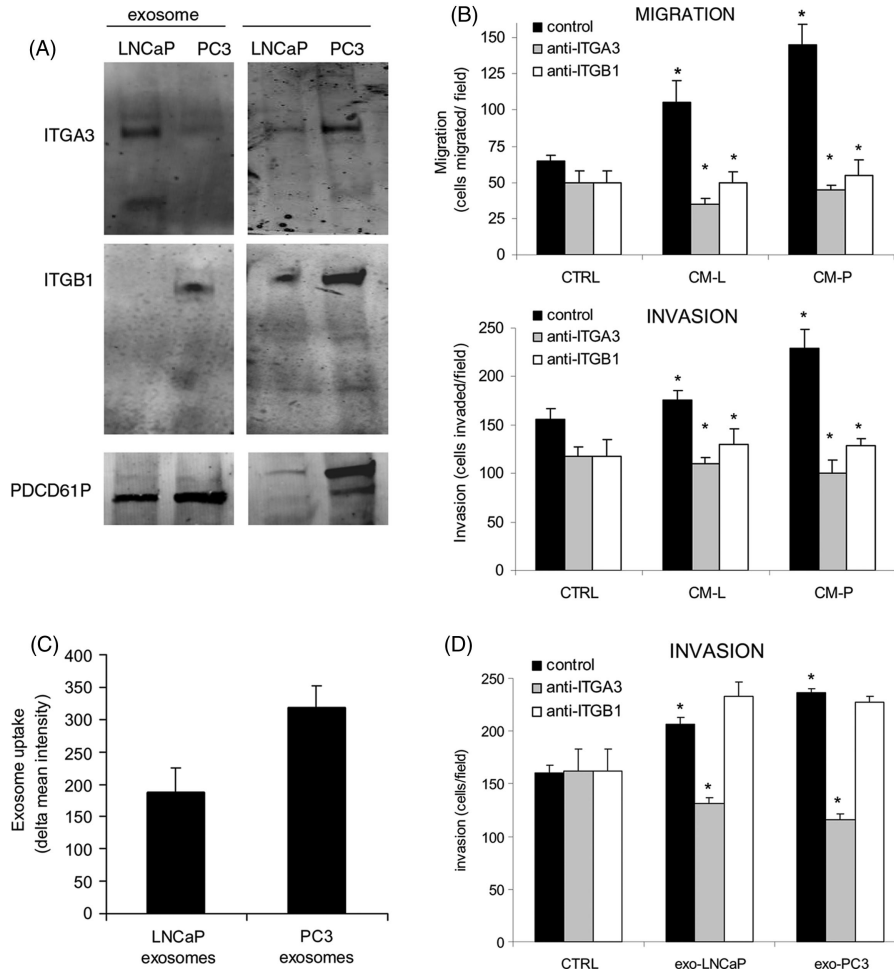 (A)
exosome
LNCaP PC3 LNCaP PC3
ITGA3
ITGB1
PDCD61P
(B)
MIGRATION
control
anti-ITGA3
anti-ITGB1
Migration
(cells migrated/ field)
150
125
100
75
50
25
0
* * * * * *
CTRL CM-L CM-P
INVASION
control
anti-ITGA3
anti-ITGB1
Invasion (cells invaded/field)
250
200
150
100
50
0
* * * * * *
CTRL CM-L CM-P
(C)
Exosome uptake
(delta mean intensity)
400
350
300
250
200
150
100
50
0
LNCaP
exosomes
PC3
exosomes
(D)
INVASION
control
anti-ITGA3
anti-ITGB1
invasion (cells/field)
250
200
150
100
50
0
* * * *
CTRL exo-LNCaP exo-PC3